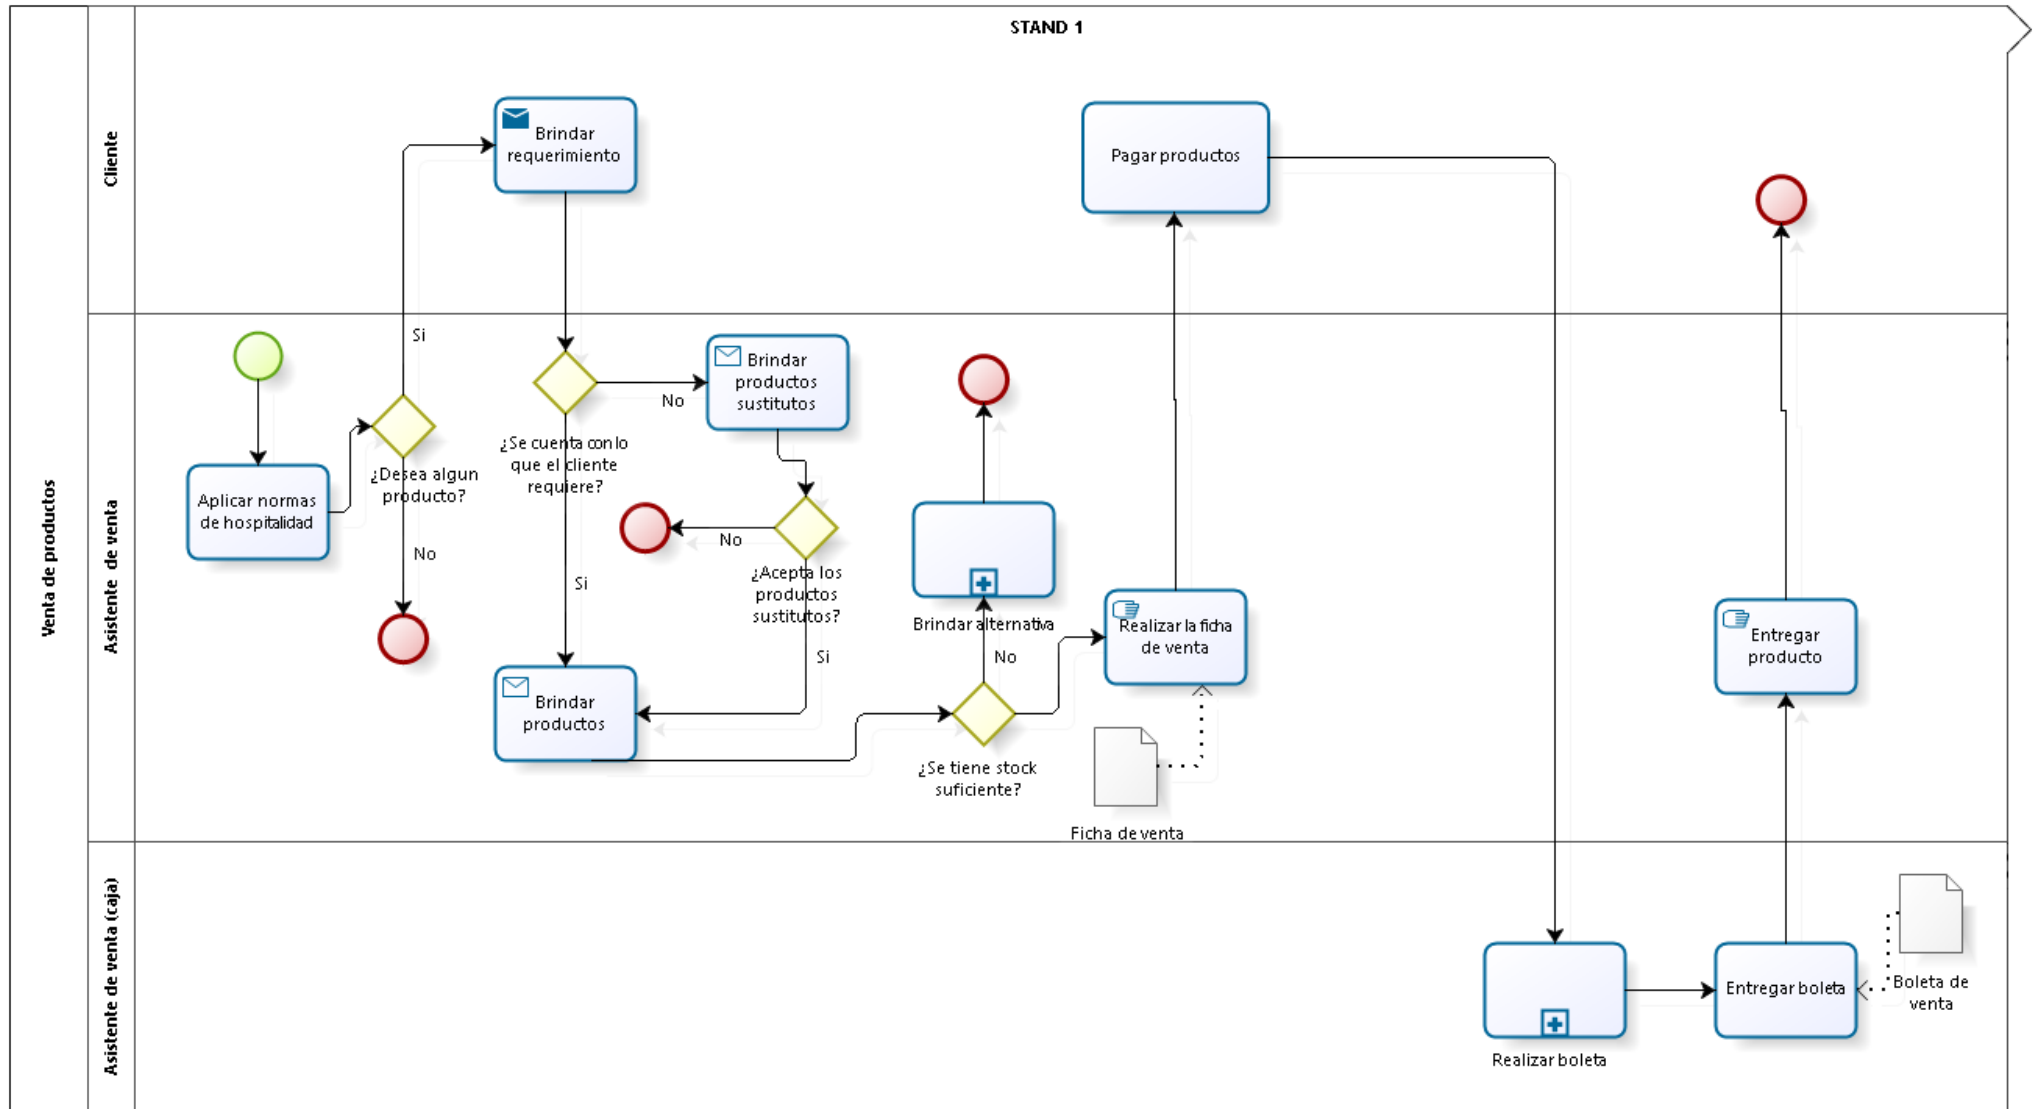 STAND 1
Venta de productos
Cliente
Brindar
requerimiento
Pagar productos
Asistente de venta
Si
Aplicar normas
de hospitalidad
¿Desea algun
producto?
No
¿Se cuenta con lo
que el cliente
requiere?
No
Si
Brindar
productos
sustitutos
No
¿Acepta los
productos
sustitutos?
Si
Brindar
productos
Brindar alternativa
No
¿Se tiene stock
suficiente?
Realizar la ficha
de venta
Ficha de venta
Entregar
producto
Asistente de venta (caja)
Realizar boleta
Entregar boleta
Boleta de
venta